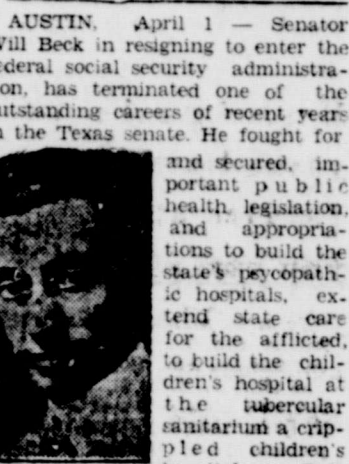 AUSTIN, April 1 — Senator
Will Beck in resigning to enter the
ederal social security administra-
on, has terminated one of the
utstanding careers of recent years
n the Texas senate. He fought for
and secured, im-
portant public
health legislation,
and appropria-
tions to build the
state's psycopath-
ic hospitals, ex-
tend state care
for the afflicted,
to build the chil-
dren's hospital at
the tubercular
sanitarium a crip-
pled children's